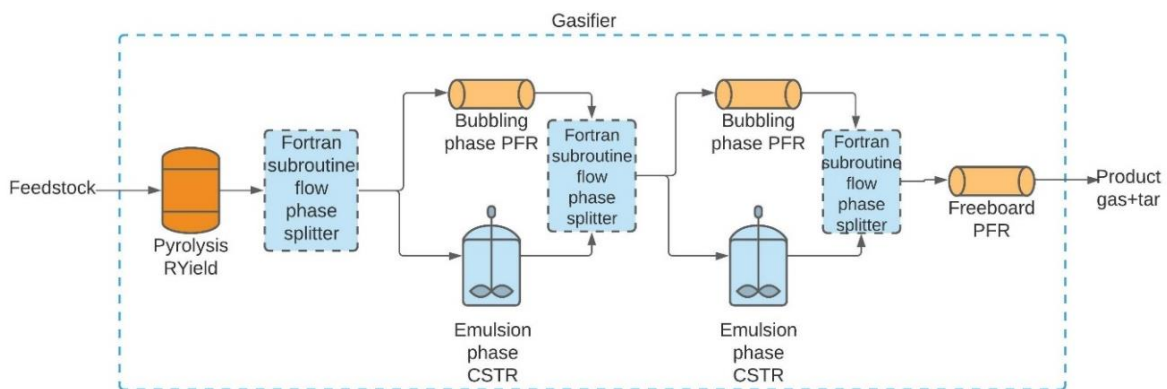 Gasifier
Feedstock
Pyrolysis
RYield
Fortran
subroutine
flow
phase
splitter
Bubbling
phase PFR
Emulsion
phase
CSTR
Fortran
subroutine
flow
phase
splitter
Bubbling
phase PFR
Emulsion
phase
CSTR
Fortran
subroutine
flow
phase
splitter
Freeboard
PFR
Product
gas+tar